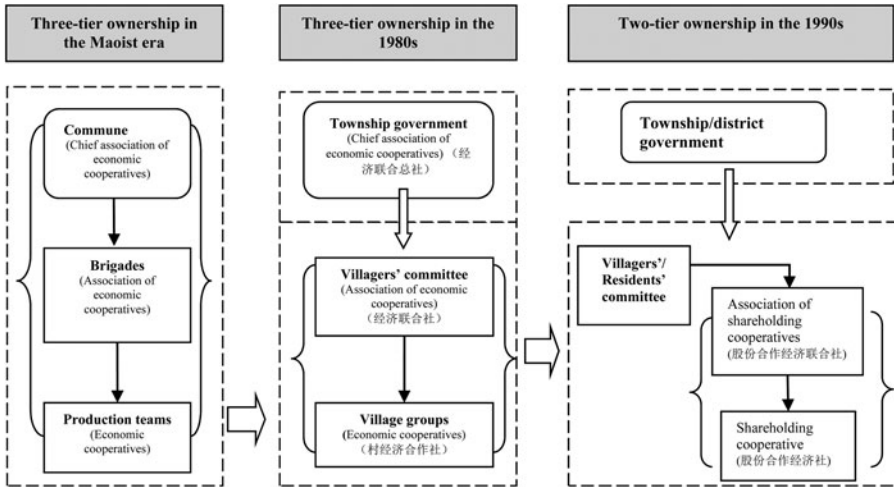 Three-tier ownership in
the Maoist era
Commune
(Chief association of
economic
cooperatives)
Brigades
(Association of
economic
cooperatives)
Production teams
(Economic
cooperatives)
Three-tier ownership in the
1980s
Township government
(Chief association of
economic cooperatives) （经
济联合总社）
Villagers’ committee
(Association of economic
cooperatives)
（经济联合社）
Village groups
(Economic cooperatives)
（村经济合作社）
Two-tier ownership in the 1990s
Township/district
government
Villagers’/
Residents’
committee
Association of
shareholding
cooperatives
(股份合作经济联合社)
Shareholding
cooperative
(股份合作经济社)